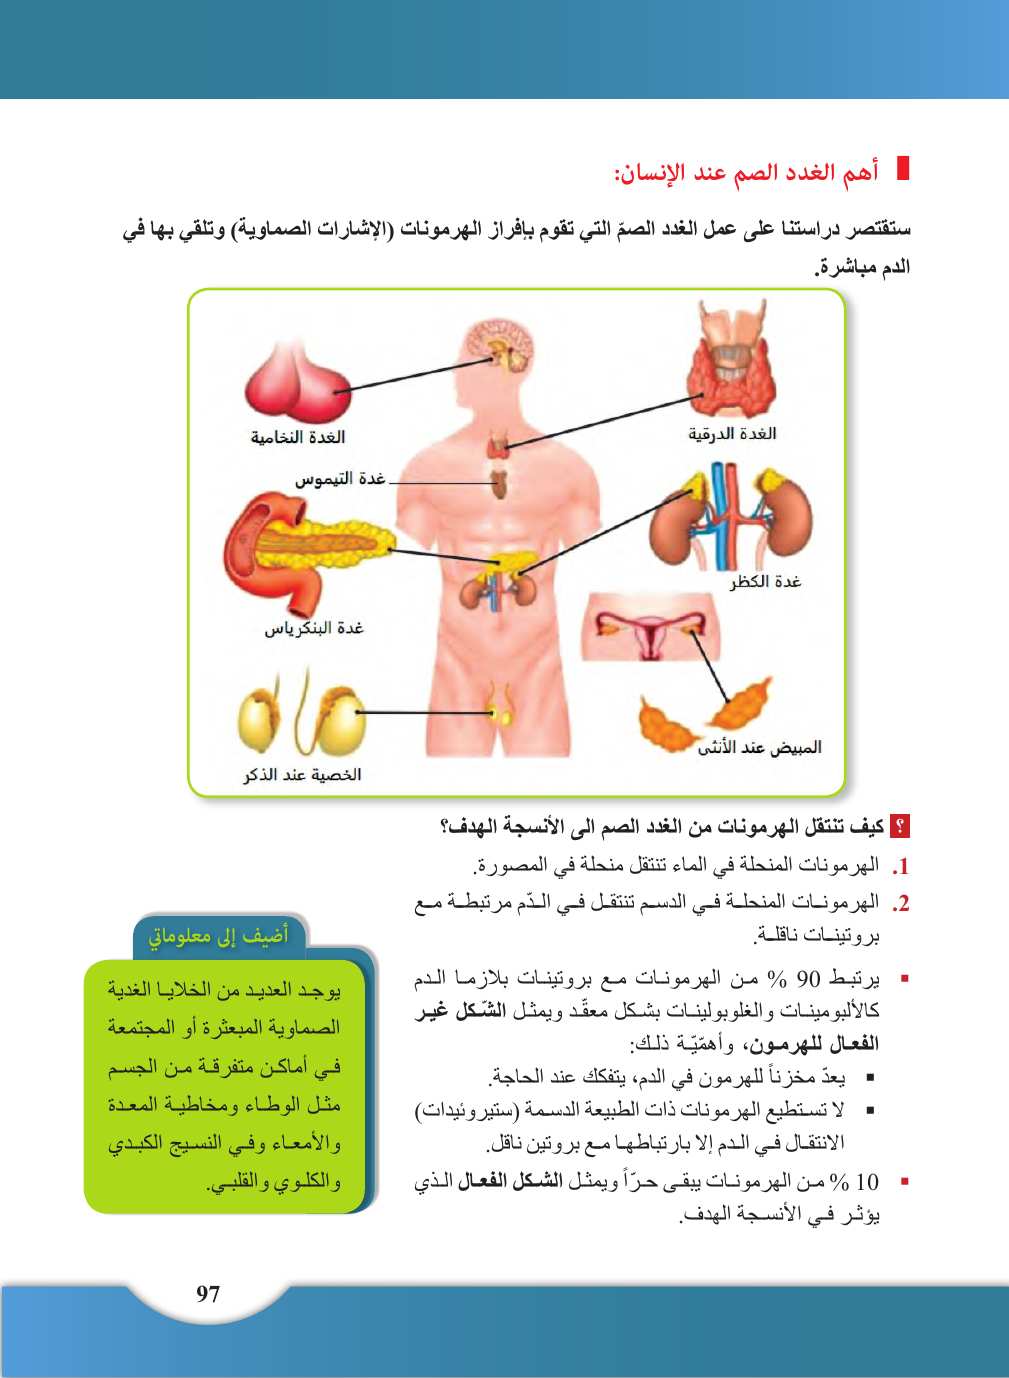 أهم الغدد الصم عند الإنسان:
ستقتصر دراستنا على عمل الغدد الصمّ التي تقوم بإفراز الهرمونات (الإشارات الصماوية) وتلقي بها في
الدم مباشرة.
الغدة الدرقية
الغدة النخامية
غدة التيموس
غدة الكظر
غدة البنكرياس
المبيض عند الأنثى
الخصية عند الذكر
؟ كيف تنتقل الهرمونات من الغدد الصم الى الأنسجة الهدف؟
1. الهرمونات المنحلة في الماء تنتقل منحلة في المصورة.
2. الهرمونات المنحلة في الدسم تنتقل في الدّم مرتبطة مع
بروتينات ناقلة.
▪ يرتبط 90 % من الهرمونات مع بروتينات بلازما الدم
كالألبومينات والغلوبولينات بشكل معقّد ويمثل الشّكل غير
الفعال للهرمون، وأهمّيّة ذلك:
▪ يعدّ مخزناً للهرمون في الدم، يتفكك عند الحاجة.
▪ لا تستطيع الهرمونات ذات الطبيعة الدسمة (ستيروئيدات)
الانتقال في الدم إلا بارتباطها مع بروتين ناقل.
▪ 10 % من الهرمونات يبقى حرّاً ويمثل الشكل الفعال الذي
يؤثر في الأنسجة الهدف.
أضيف إلى معلوماتي
يوجد العديد من الخلايا الغدية
الصماوية المبعثرة أو المجتمعة
في أماكن متفرقة من الجسم
مثل الوطاء ومخاطية المعدة
والأمعاء وفي النسيج الكبدي
والكلوي والقلبي.
97